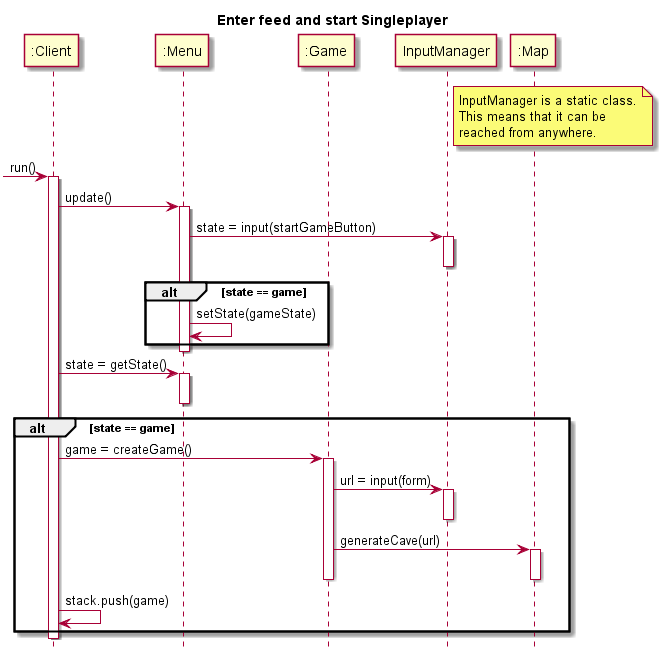 Enter feed and start Singleplayer
:Client
:Menu
:Game
InputManager
:Map
InputManager is a static class.
This means that it can be
reached from anywhere.
run()
update()
state = input(startGameButton)
alt
[state == game]
setState(gameState)
state = getState()
alt
[state == game]
game = createGame()
url = input(form)
generateCave(url)
stack.push(game)